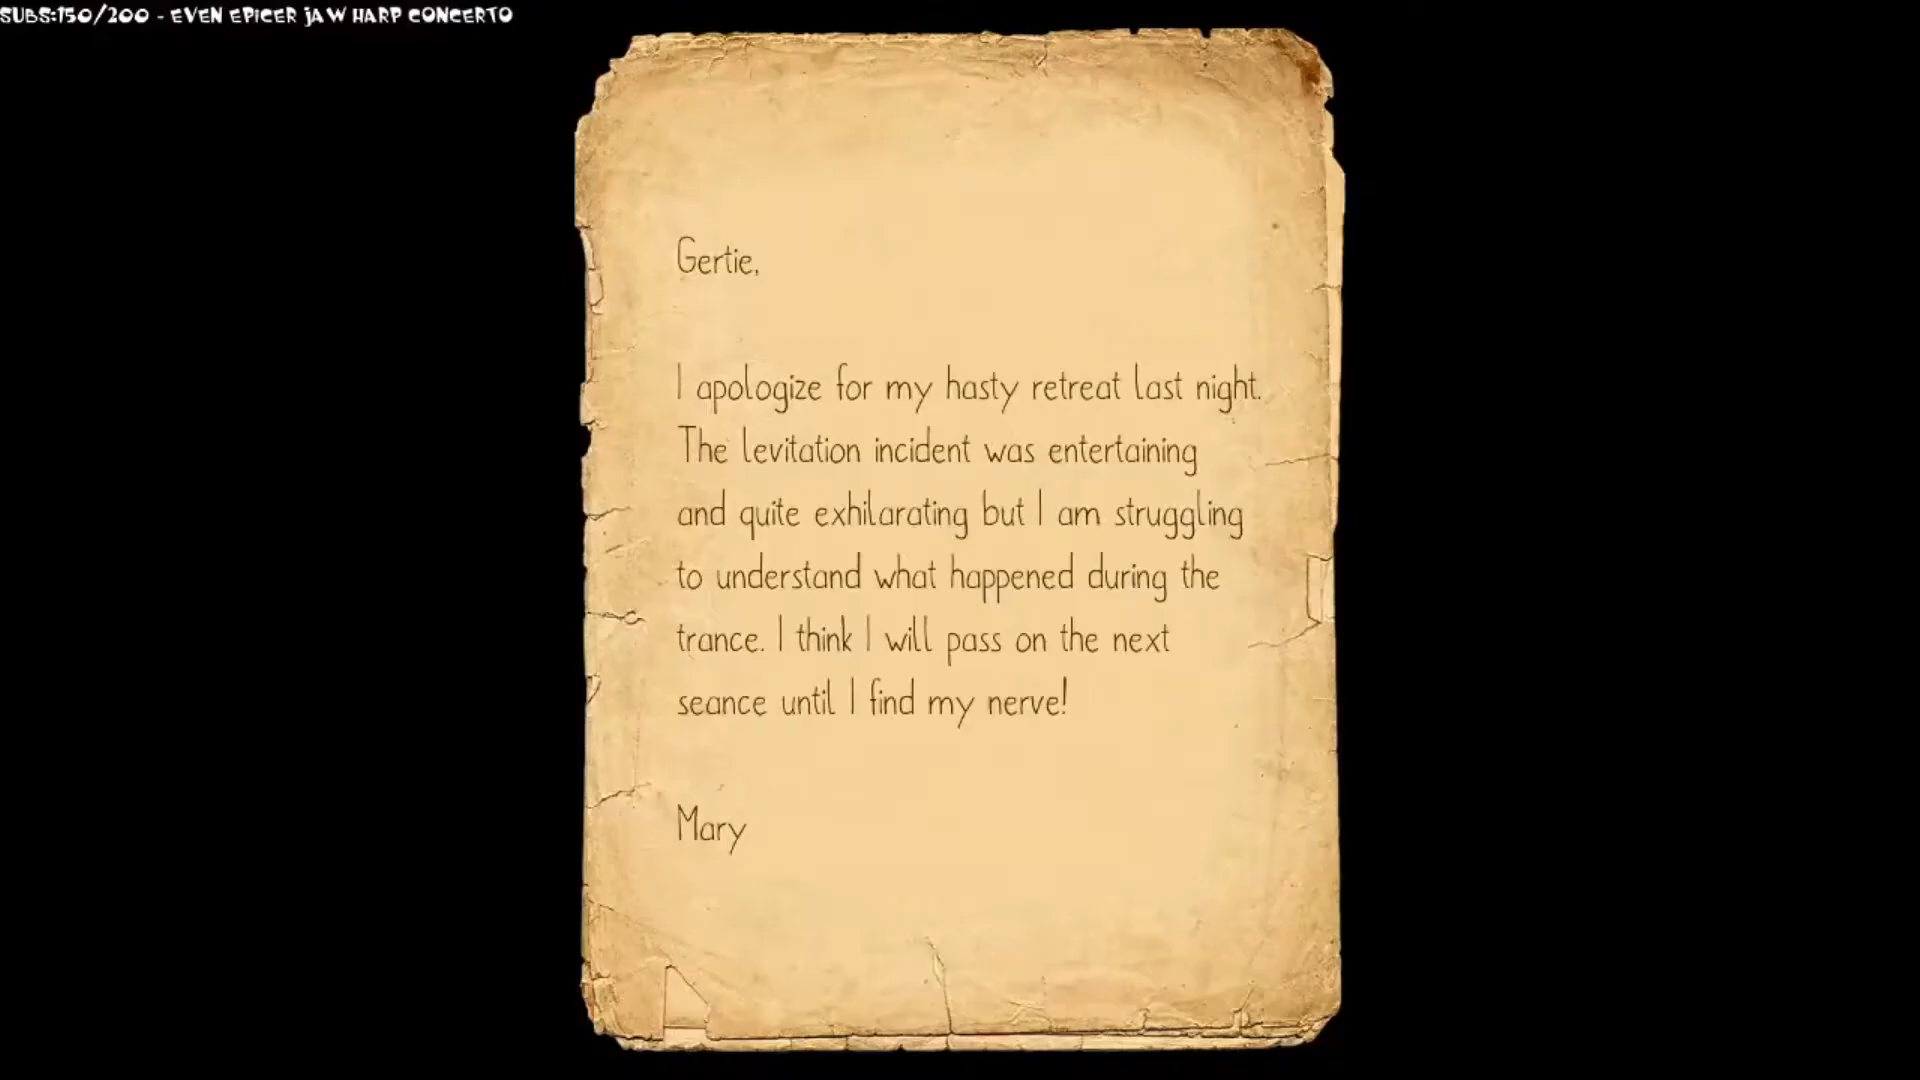 SUBS:150/200 - EVEN EPICER JAW HARP CONCERTO
Gertie,
I apologize for my hasty retreat last night.
The levitation incident was entertaining
and quite exhilarating but I am struggling
to understand what happened during the
trance. I think I will pass on the next
seance until I find my nerve!
Mary